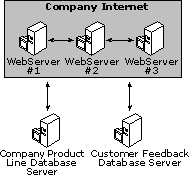 Company Internet
WebServer WebServer WebServer
#1 #2 #3
Company Product
Line Database
Server
Customer Feedback
Database Server